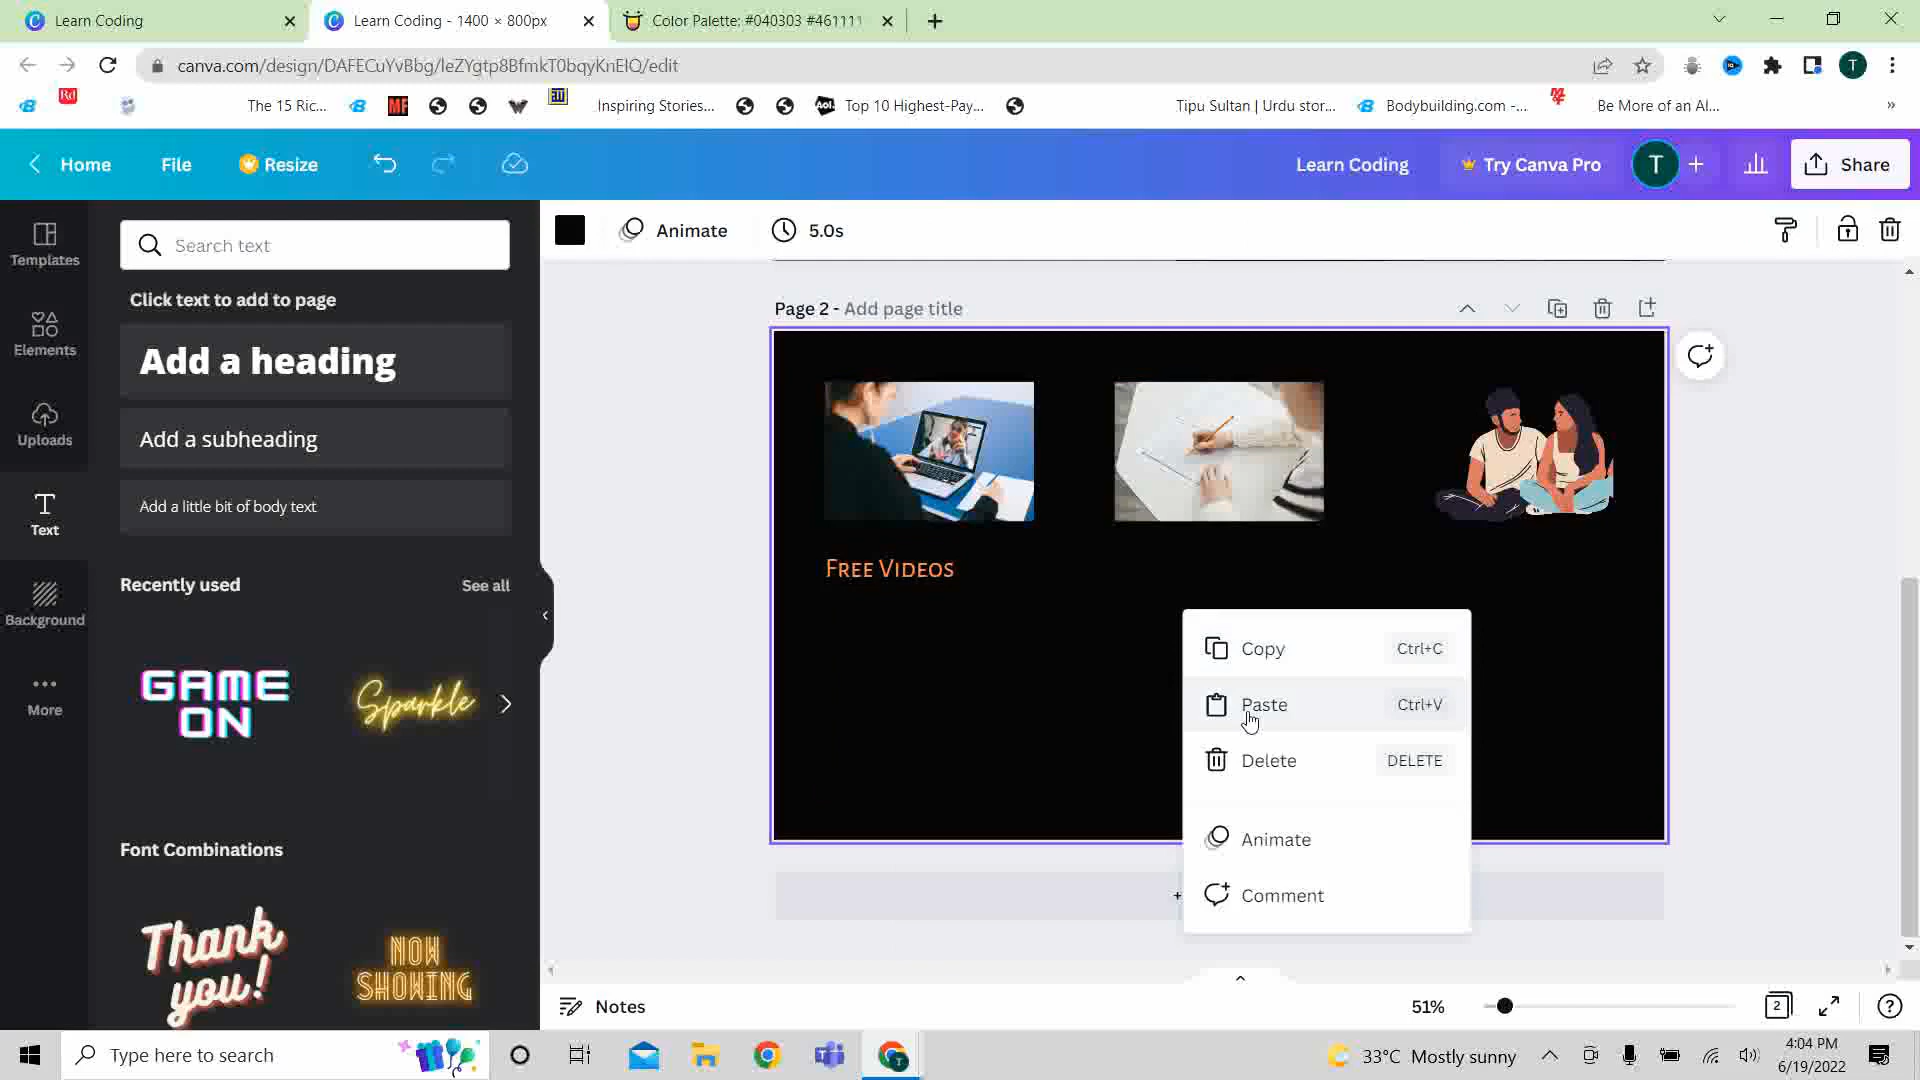 Learn Coding
Learn Coding - 1400 × 800px
Color Palette: #040303 #461111
canva.com/design/DAFECuYvBbg/leZYgtp8BfmkT0bqyKnEIQ/edit
T
Rd
The 15 Ric...
MF
Inspiring Stories...
Aol.
Top 10 Highest-Pay...
Tipu Sultan | Urdu stor...
Bodybuilding.com -...
Be More of an Al...
»
Home
File
Resize
Learn Coding
Try Canva Pro
T
Share
Templates
Elements
Uploads
Text
Background
More
Search text
Click text to add to page
Add a heading
Add a subheading
Add a little bit of body text
Recently used
See all
GAME ON
Sparkle
Font Combinations
Thank you!
NOW SHOWING
Animate
5.0s
Page 2 - Add page title
Free Videos
Copy
Ctrl+C
Paste
Ctrl+V
Delete
DELETE
Animate
Comment
+
Notes
51%
2
Type here to search
33°C Mostly sunny
4:04 PM
6/19/2022